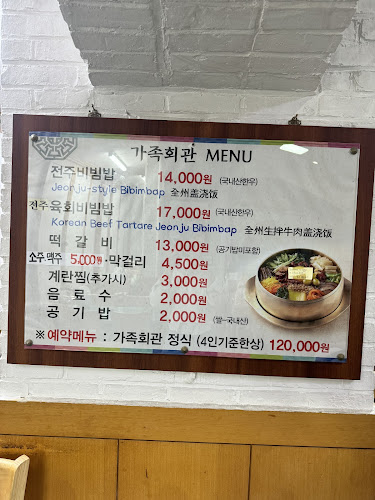 가족회관 MENU
전주비빔밥 14,000원 (국내산한우)
Jeonju-style Bibimbap 全州盖浇饭
전주육회비빔밥 17,000원 (국내산한우)
Korean Beef Tartare Jeonju Bibimbap 全州生拌牛肉盖浇饭
떡갈비 13,000원 (공기밥미포함)
소주,맥주 5,000원·막걸리 4,500원
계란찜(추가시) 3,000원
음료수 2,000원
공기밥 2,000원 (쌀-국내산)
※ 예약메뉴 : 가족회관 정식 (4인기준한상) 120,000원